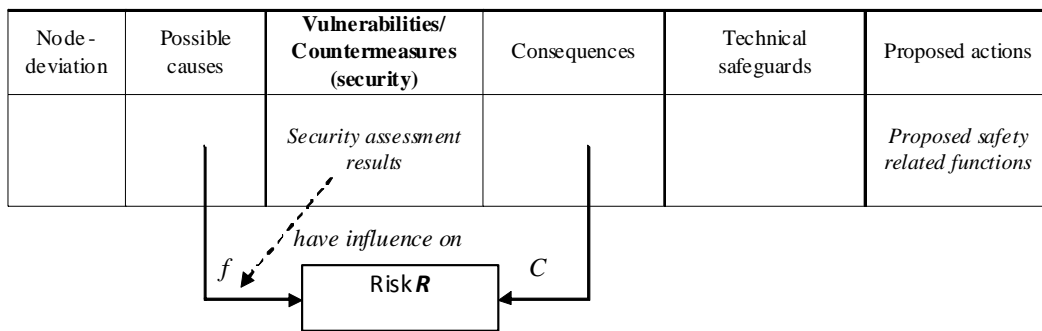 Node-
deviation
Possible
causes
Vulnerabilities/
Countermeasures
(security)
Consequences
Technical
safeguards
Proposed actions
Security assessment
results
Proposed safety
related functions
have influence on
f
C
Risk R